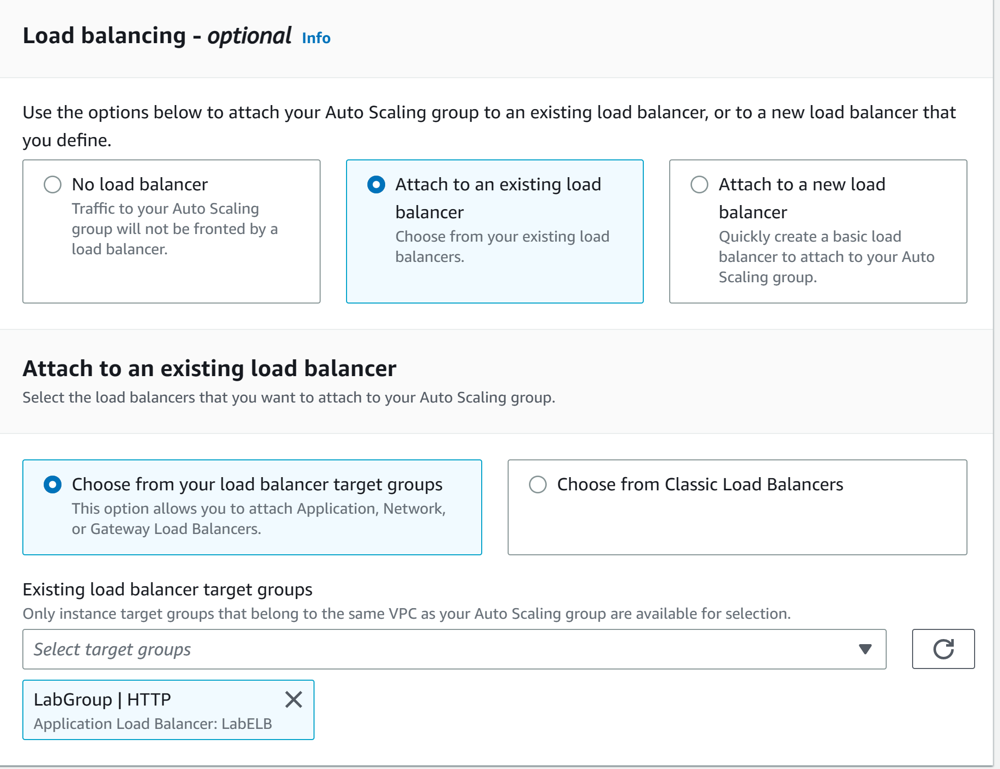 Load balancing - optional Info
Use the options below to attach your Auto Scaling group to an existing load balancer, or to a new load balancer that
you define.
No load balancer
Traffic to your Auto Scaling
group will not be fronted by a
load balancer.
Attach to an existing load
balancer
Choose from your existing load
balancers.
Attach to a new load
balancer
Quickly create a basic load
balancer to attach to your Auto
Scaling group.
Attach to an existing load balancer
Select the load balancers that you want to attach to your Auto Scaling group.
Choose from your load balancer target groups
This option allows you to attach Application, Network,
or Gateway Load Balancers.
Choose from Classic Load Balancers
Existing load balancer target groups
Only instance target groups that belong to the same VPC as your Auto Scaling group are available for selection.
Select target groups
LabGroup | HTTP
Application Load Balancer: LabELB